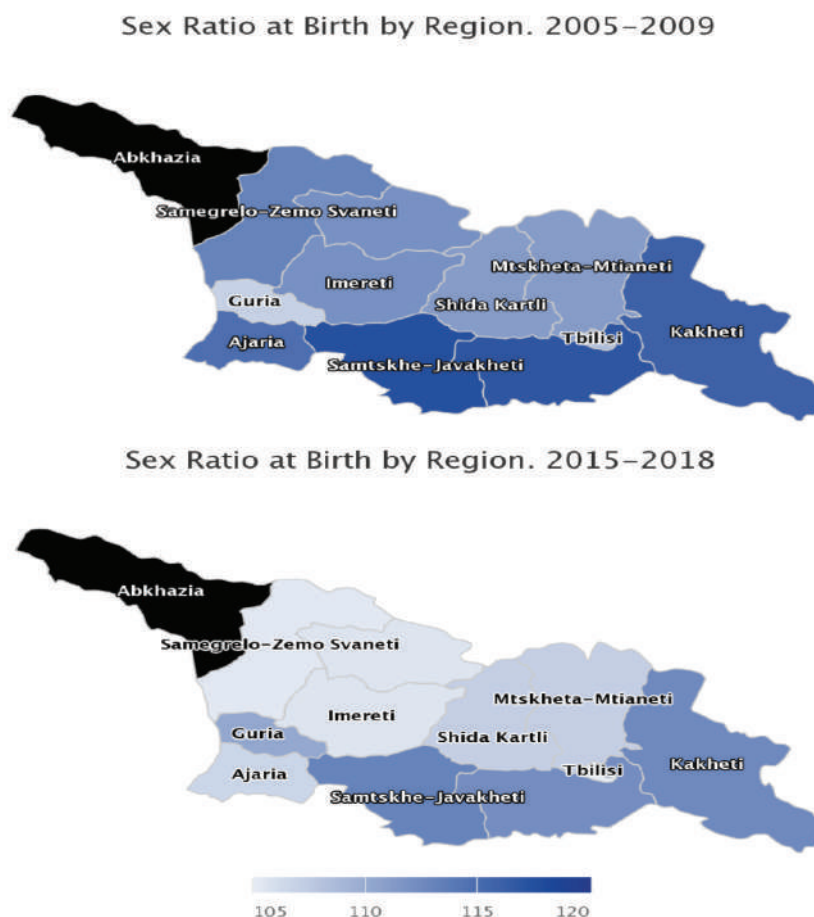 Sex Ratio at Birth by Region. 2005–2009
Abkhazia
Samegrelo-Zemo Svaneti
Mtskheta-Mtianeti
Imereti
Guria
Shida Kartli
Kakheti
Tbilisi
Ajaria
Samtskhe-Javakheti
Sex Ratio at Birth by Region. 2015–2018
Abkhazia
Samegrelo-Zemo Svaneti
Mtskheta-Mtianeti
Imereti
Guria
Shida Kartli
Kakheti
Tbilisi
Ajaria
Samtskhe-Javakheti
105 110 115 120